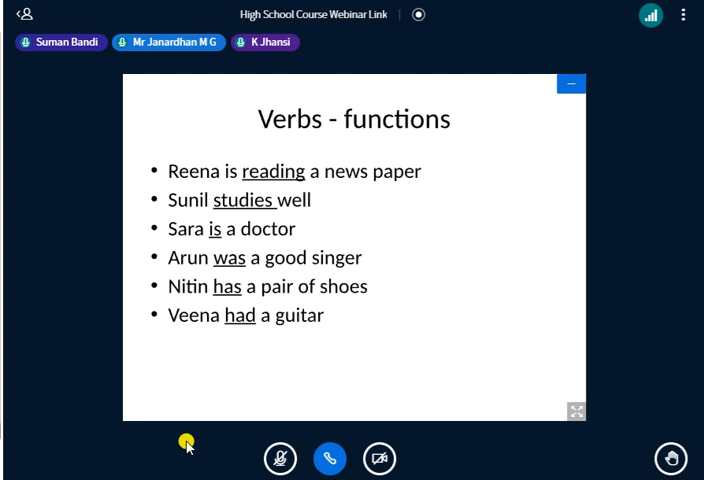 High School Course Webinar Link
Suman Bandi
Mr Janardhan M G
K Jhansi
Verbs - functions
• Reena is reading a news paper
• Sunil studies well
• Sara is a doctor
• Arun was a good singer
• Nitin has a pair of shoes
• Veena had a guitar